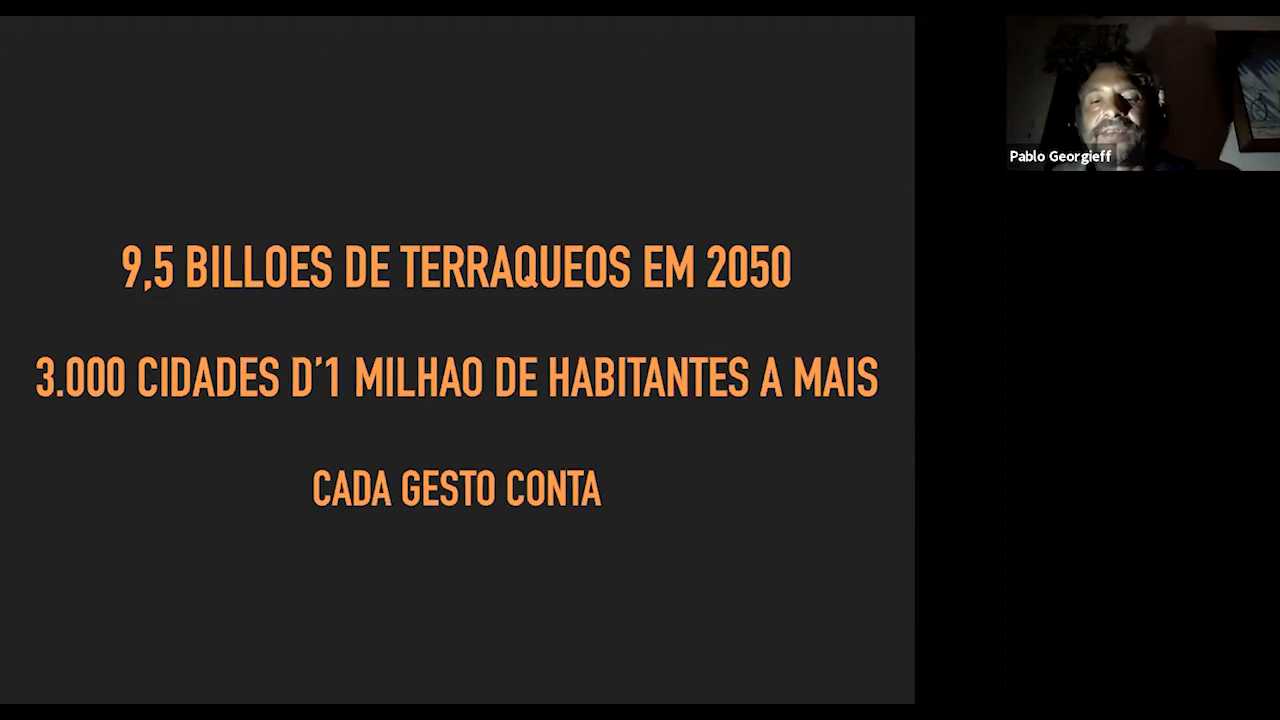 9,5 BILLOES DE TERRAQUEOS EM 2050
3.000 CIDADES D’1 MILHAO DE HABITANTES A MAIS
CADA GESTO CONTA
Pablo Georgieff